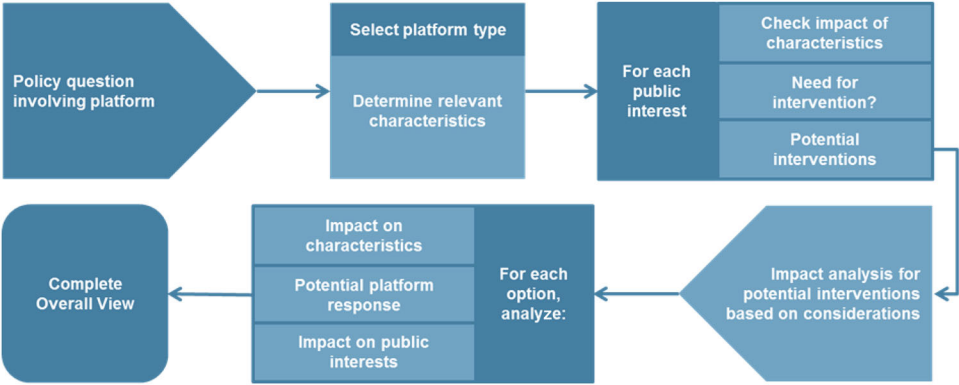 Policy question
involving platform
Select platform type
Determine relevant
characteristics
For each
public
interest
Check impact of
characteristics
Need for
intervention?
Potential
interventions
Impact analysis for
potential interventions
based on considerations
For each
option,
analyze:
Impact on
characteristics
Potential platform
response
Impact on public
interests
Complete
Overall View